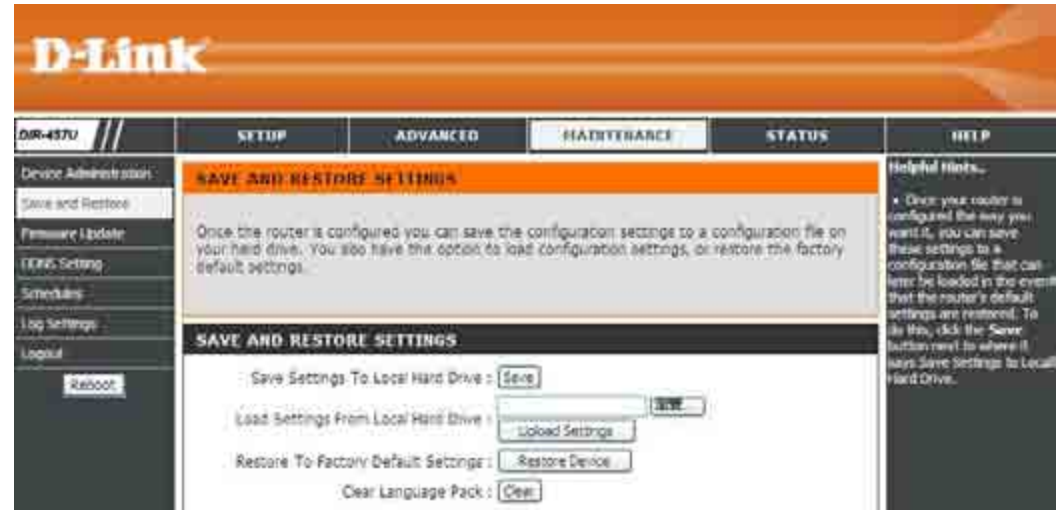 D-Link
DIR-457U
SETUP
ADVANCED
MAINTENANCE
STATUS
HELP
Device Administration
Save and Restore
Firmware Update
DDNS Setting
Schedules
Log Settings
Logout
Reboot
SAVE AND RESTORE SETTINGS
Once the router is configured you can save the configuration settings to a configuration file on
your hard drive. You also have the option to load configuration settings, or restore the factory
default settings.
SAVE AND RESTORE SETTINGS
Save Settings To Local Hard Drive : Save
Load Settings From Local Hard Drive :
Upload Settings
Restore To Factory Default Settings : Restore Device
Clear Language Pack : Clear
Helpful Hints...
• Once your router is
configured the way you
want it, you can save
these settings to a
configuration file that can
later be loaded in the event
that the router's default
settings are restored. To
do this, click the Save
button next to where it
says Save Settings to Local
Hard Drive.